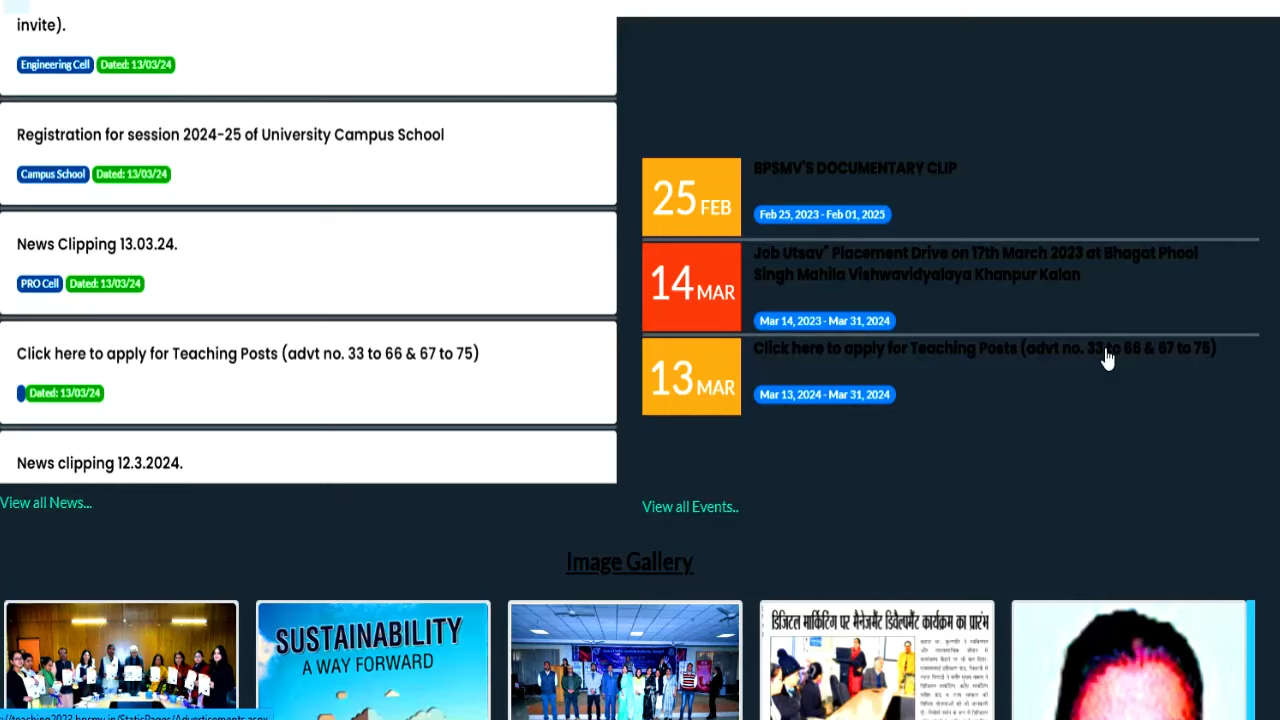 invite).
Engineering Cell Dated: 13/03/24
Registration for session 2024-25 of University Campus School
Campus School Dated: 13/03/24
News Clipping 13.03.24.
PRO Cell Dated: 13/03/24
Click here to apply for Teaching Posts (advt no. 33 to 66 & 67 to 75)
Dated: 13/03/24
News clipping 12.3.2024.
View all News...
25 FEB
BPSMV'S DOCUMENTARY CLIP
Feb 25, 2023 - Feb 01, 2025
14 MAR
Job Utsav" Placement Drive on 17th March 2023 at Bhagat Phool
Singh Mahila Vishwavidyalaya Khanpur Kalan
Mar 14, 2023 - Mar 31, 2024
13 MAR
Click here to apply for Teaching Posts (advt no. 33 to 66 & 67 to 75)
Mar 13, 2024 - Mar 31, 2024
View all Events..
Image Gallery
SUSTAINABILITY
A WAY FORWARD
डिजिटल मार्किटिंग पर मैनेजमैंट डिवैल्पमैंट कार्यक्रम का प्रारंभ